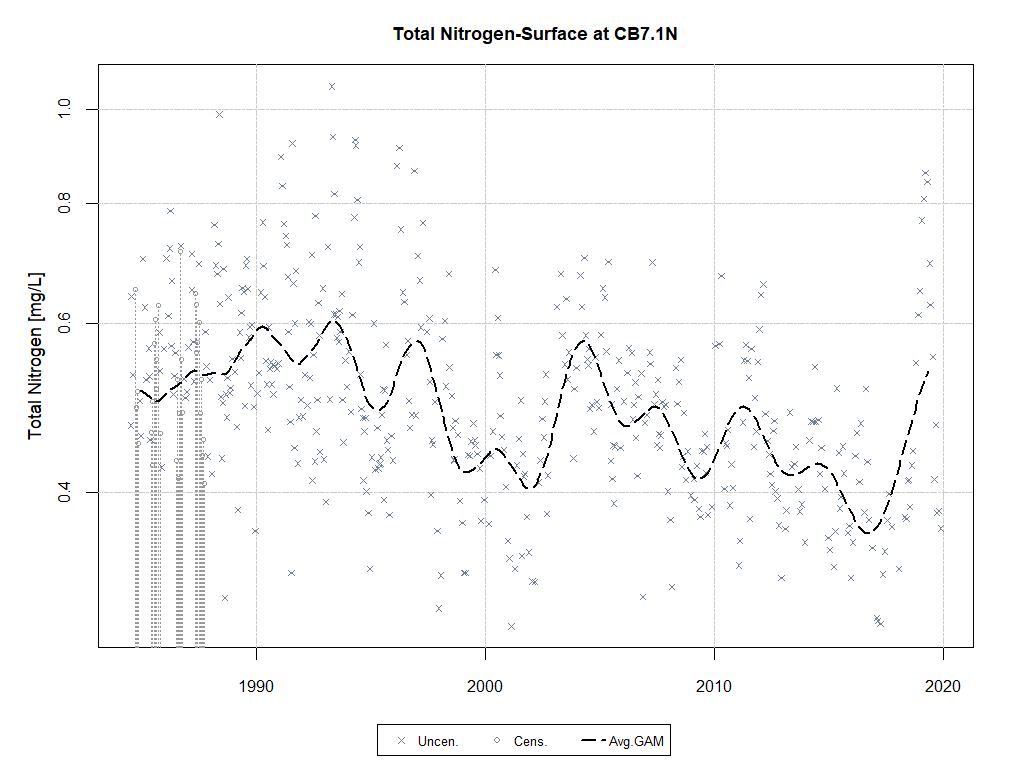 Total Nitrogen-Surface at CB7.1N
Total Nitrogen [mg/L]
1.0
0.8
0.6
0.4
1990 2000 2010 2020
Uncen. Cens. Avg.GAM